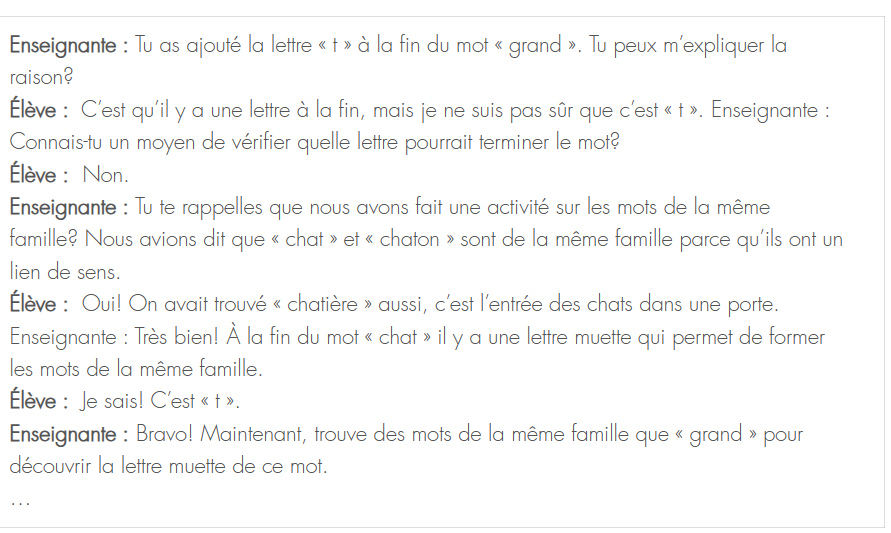 Enseignante : Tu as ajouté la lettre « t » à la fin du mot « grand ». Tu peux m’expliquer la
raison?
Élève : C’est qu’il y a une lettre à la fin, mais je ne suis pas sûr que c’est « t ». Enseignante :
Connais-tu un moyen de vérifier quelle lettre pourrait terminer le mot?
Élève : Non.
Enseignante : Tu te rappelles que nous avons fait une activité sur les mots de la même
famille? Nous avions dit que « chat » et « chaton » sont de la même famille parce qu’ils ont un
lien de sens.
Élève : Oui! On avait trouvé « chatière » aussi, c’est l’entrée des chats dans une porte.
Enseignante : Très bien! À la fin du mot « chat » il y a une lettre muette qui permet de former
les mots de la même famille.
Élève : Je sais! C’est « t ».
Enseignante : Bravo! Maintenant, trouve des mots de la même famille que « grand » pour
découvrir la lettre muette de ce mot.
…